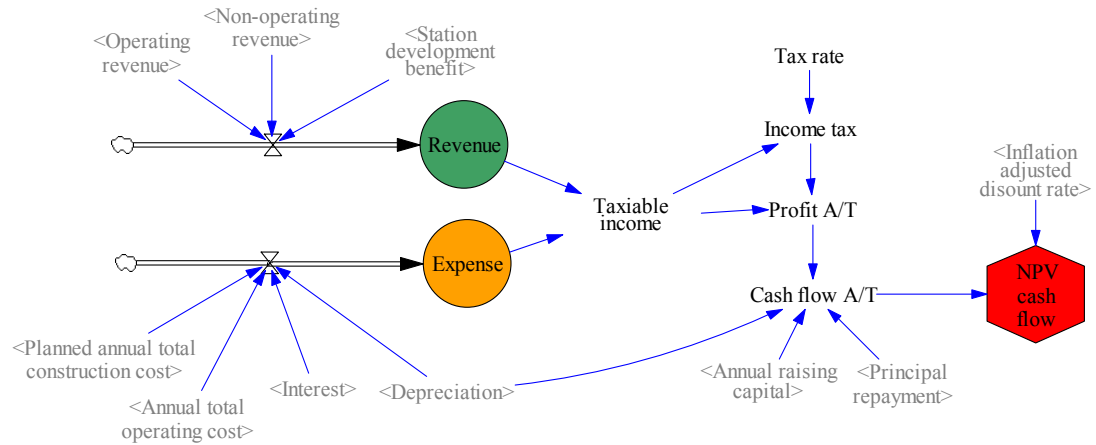 <Operating
revenue>
<Non-operating
revenue>
<Station
development
benefit>
Revenue
Expense
<Planned annual total
construction cost>
<Annual total
operating cost>
<Interest>
<Depreciation>
Taxiable
income
Tax rate
Income tax
Profit A/T
Cash flow A/T
<Annual raising
capital>
<Principal
repayment>
<Inflation
adjusted
disount rate>
NPV
cash
flow